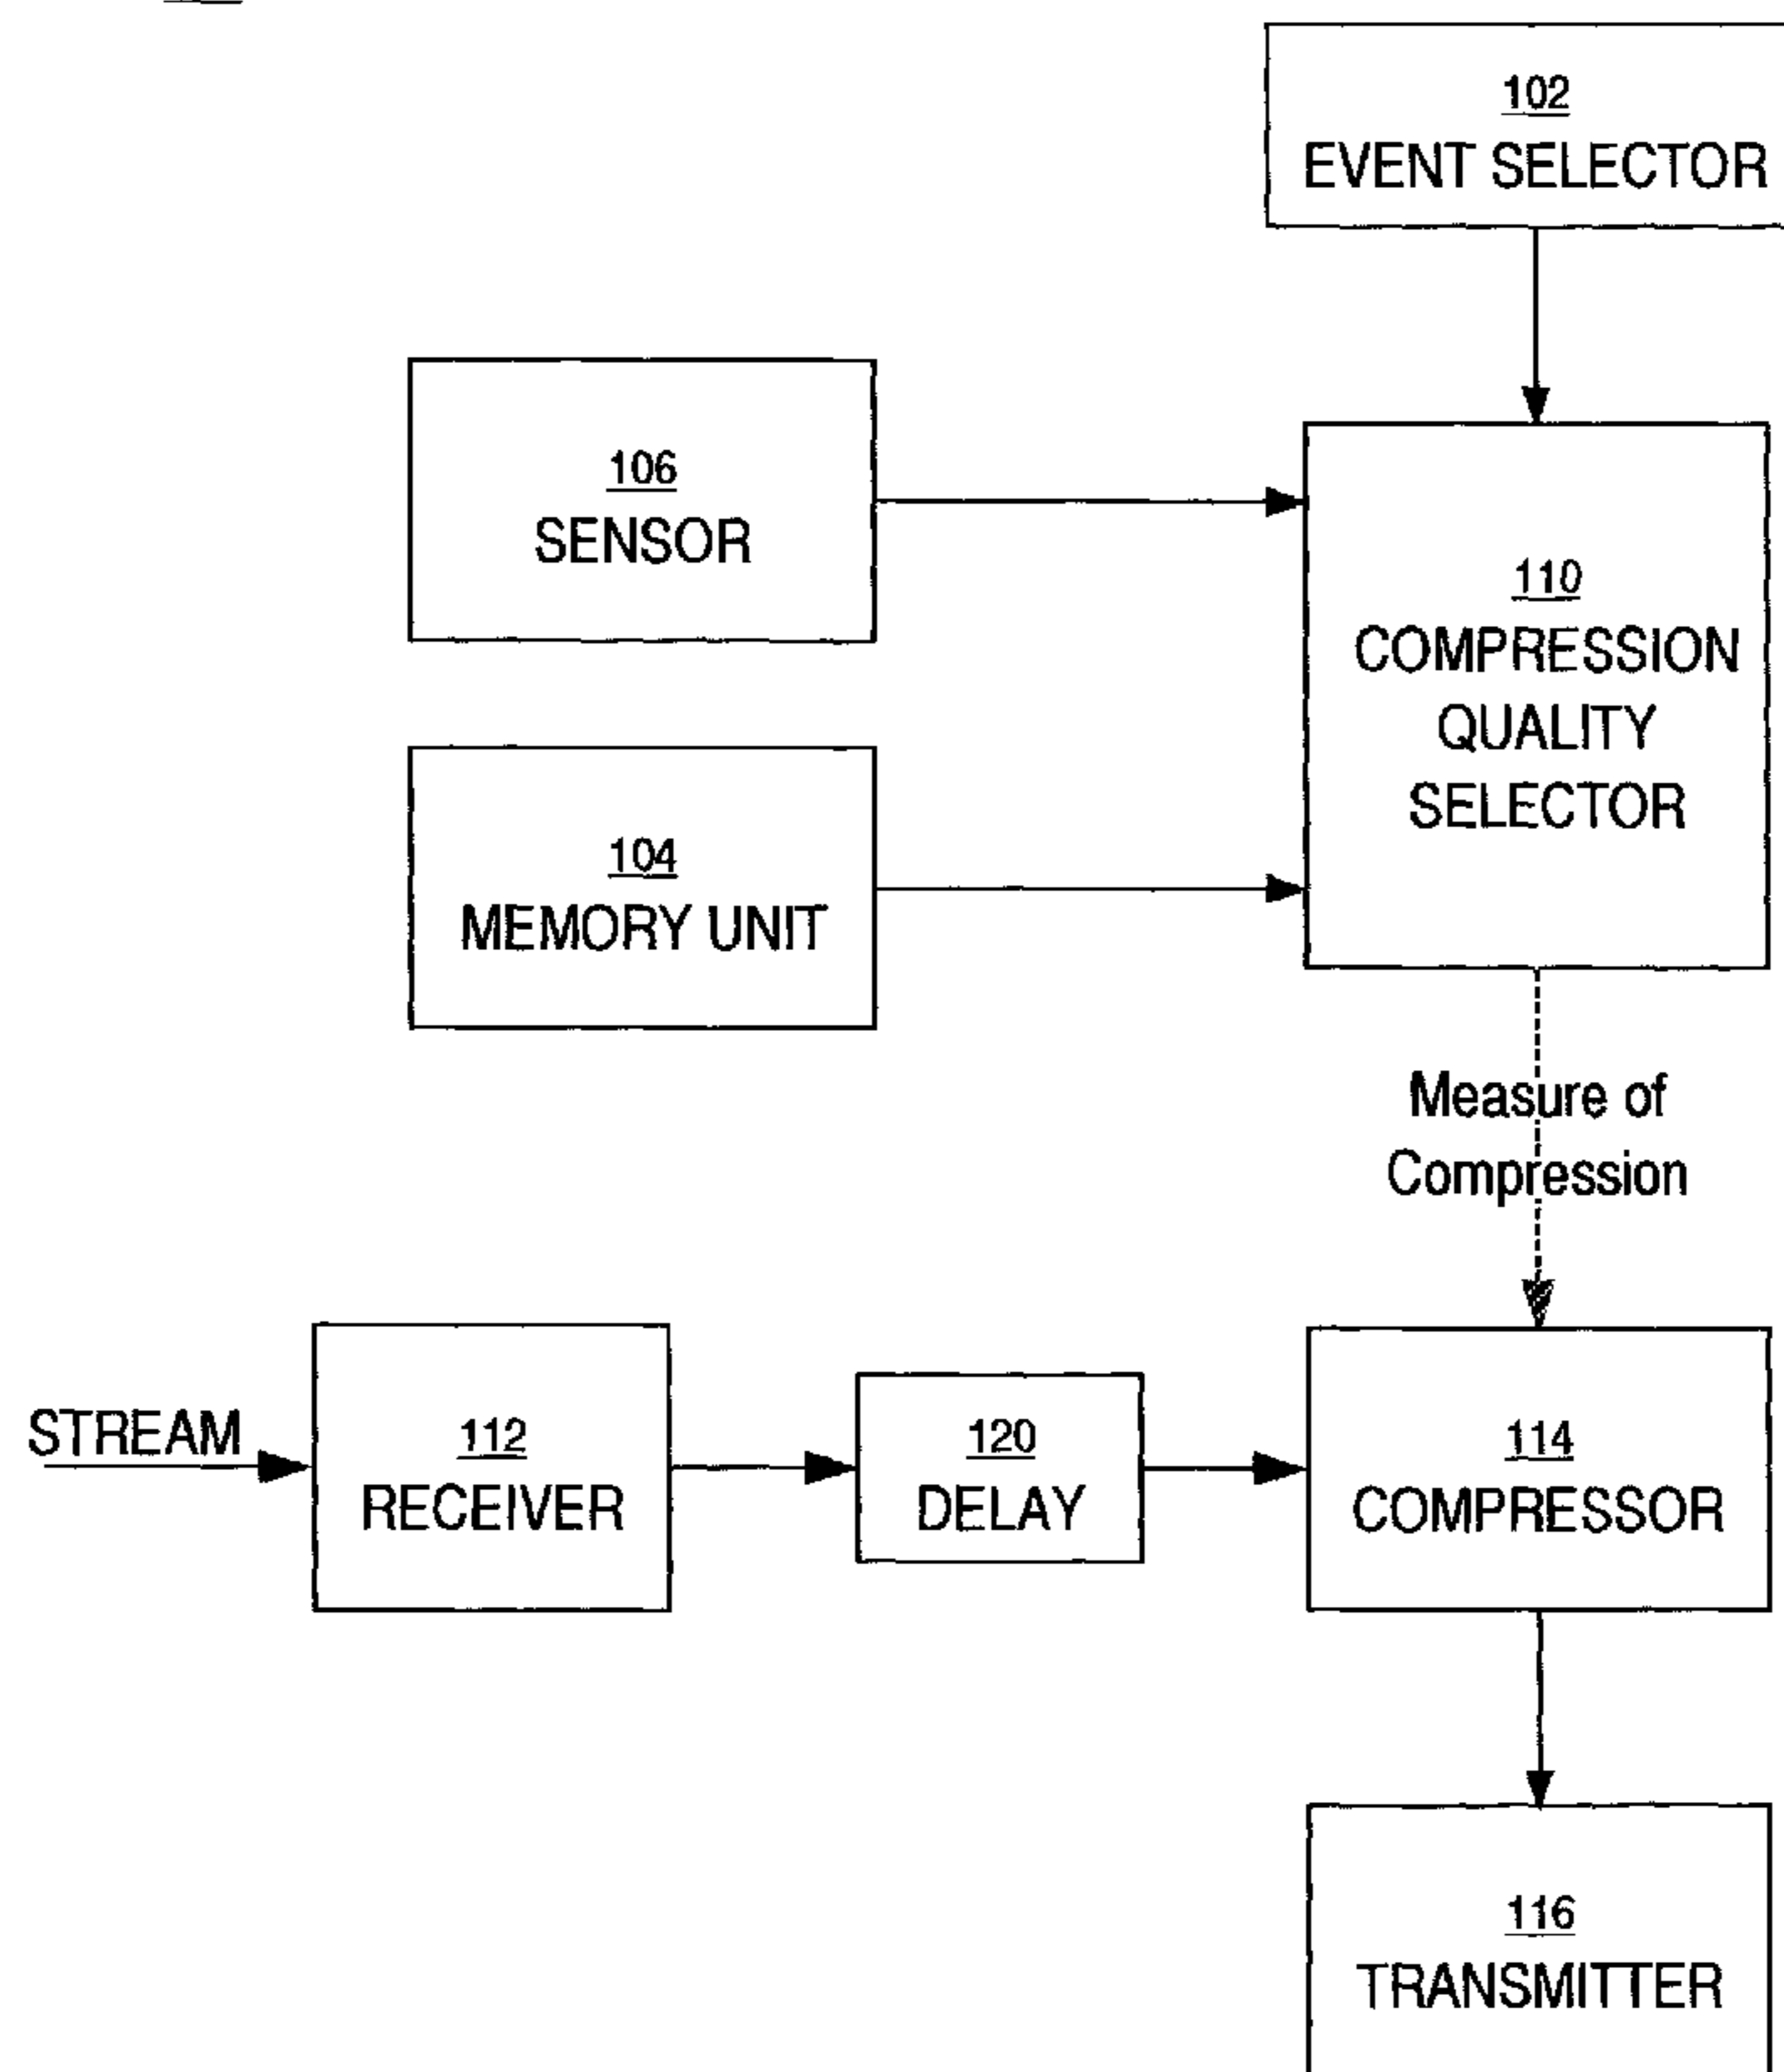 102
EVENT SELECTOR
106
SENSOR
110
COMPRESSION
QUALITY
SELECTOR
104
MEMORY UNIT
Measure of
Compression
STREAM
112
RECEIVER
120
DELAY
114
COMPRESSOR
116
TRANSMITTER